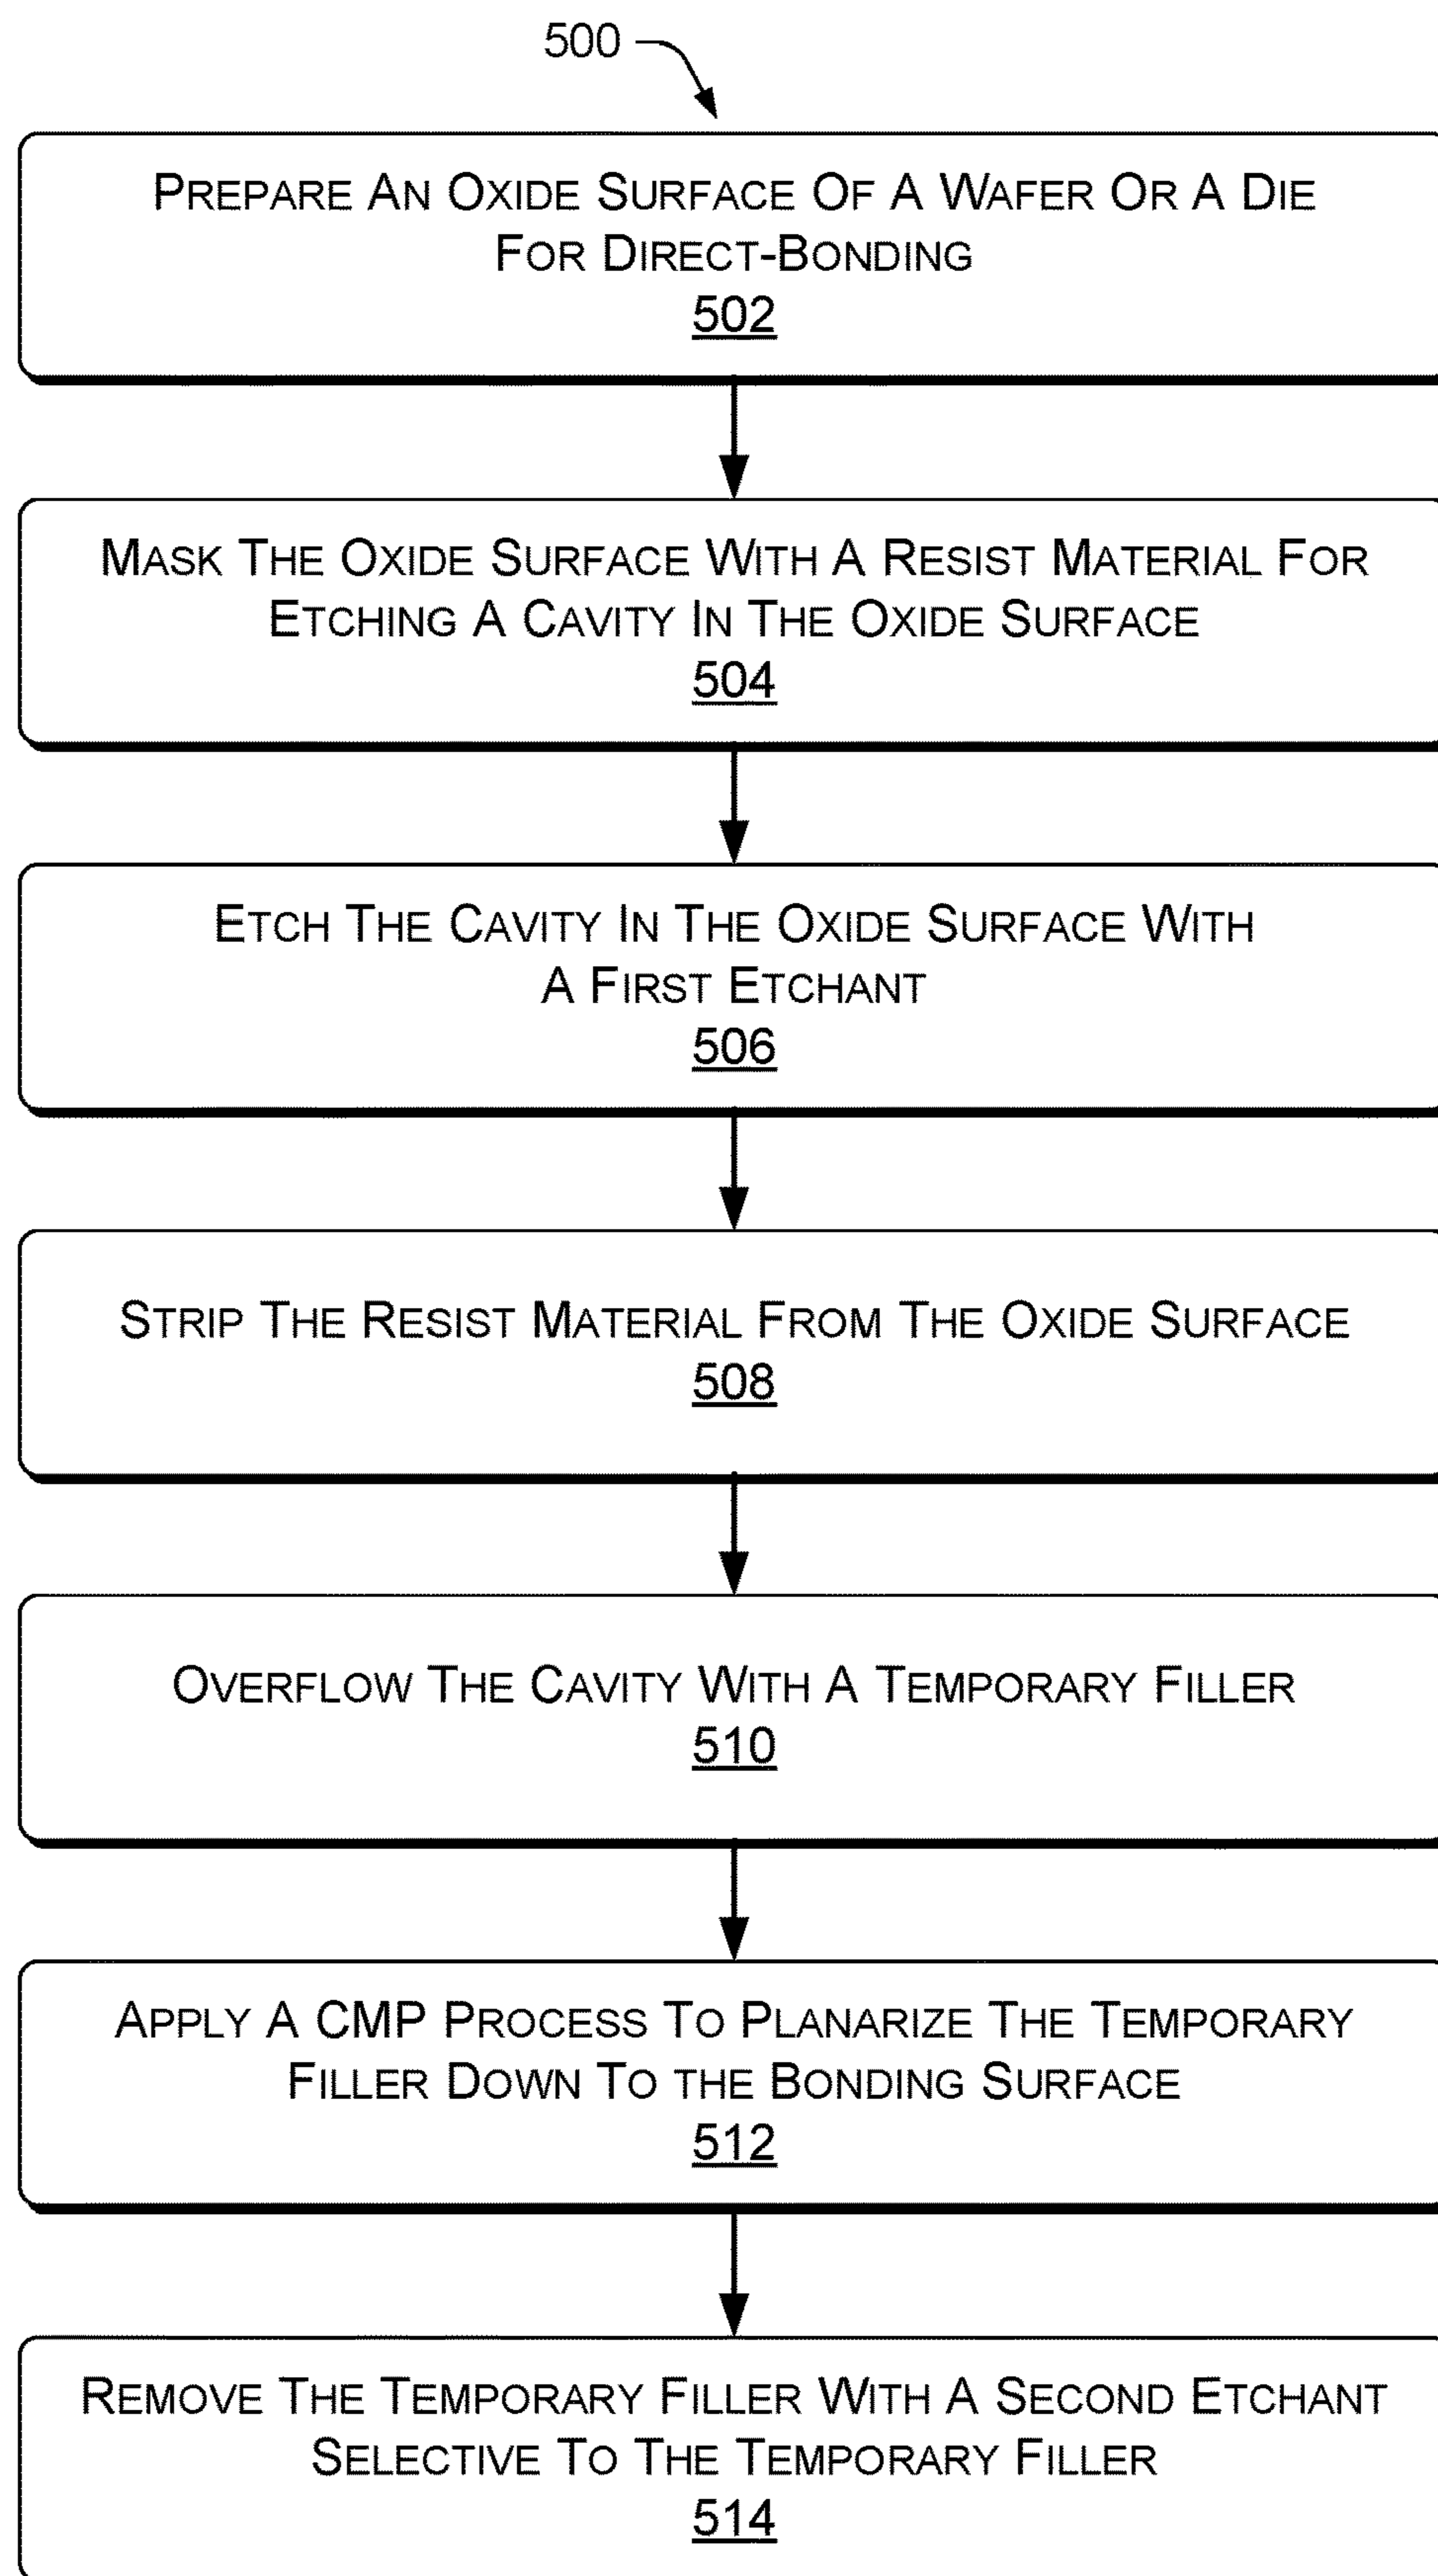 500
PREPARE AN OXIDE SURFACE OF A WAFER OR A DIE
FOR DIRECT-BONDING
502
MASK THE OXIDE SURFACE WITH A RESIST MATERIAL FOR
ETCHING A CAVITY IN THE OXIDE SURFACE
504
ETCH THE CAVITY IN THE OXIDE SURFACE WITH
A FIRST ETCHANT
506
STRIP THE RESIST MATERIAL FROM THE OXIDE SURFACE
508
OVERFLOW THE CAVITY WITH A TEMPORARY FILLER
510
APPLY A CMP PROCESS TO PLANARIZE THE TEMPORARY
FILLER DOWN TO THE BONDING SURFACE
512
REMOVE THE TEMPORARY FILLER WITH A SECOND ETCHANT
SELECTIVE TO THE TEMPORARY FILLER
514